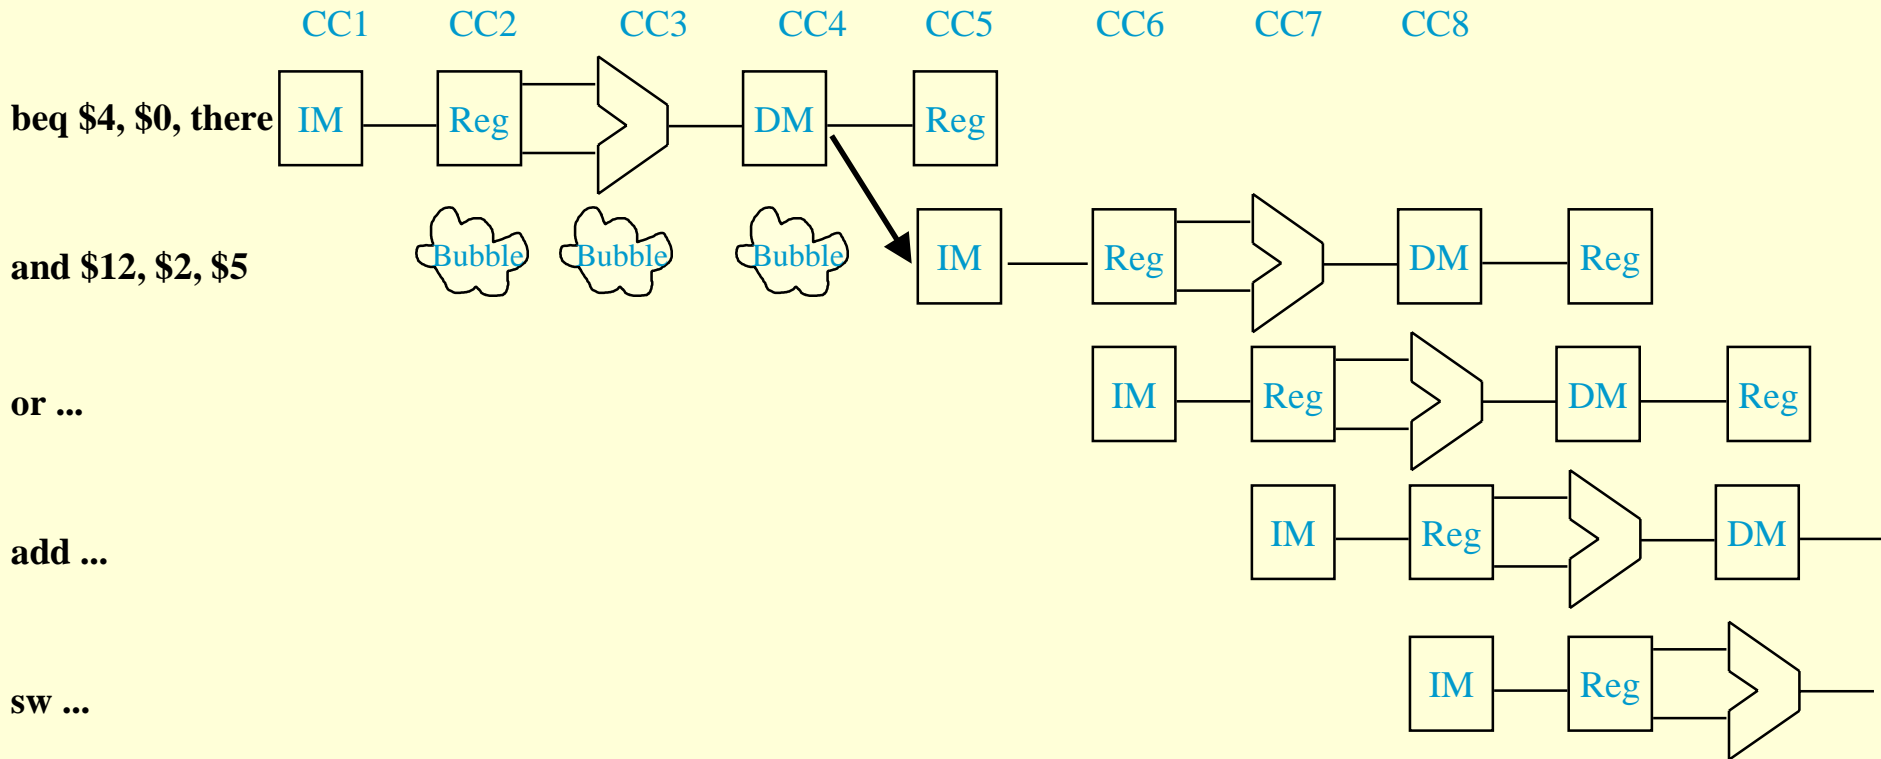 CC1 CC2 CC3 CC4 CC5 CC6 CC7 CC8
beq $4, $0, there IM Reg DM Reg
and $12, $2, $5 Bubble Bubble Bubble IM Reg DM Reg
or ... IM Reg DM Reg
add ... IM Reg DM
sw ... IM Reg